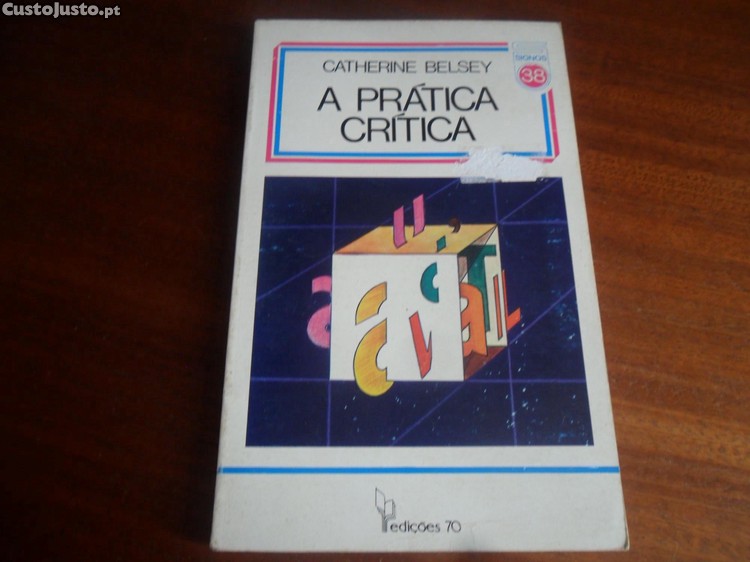 CustoJusto.pt
CATHERINE BELSEY
SIGNOS
38
A PRÁTICA
CRÍTICA
edições 70